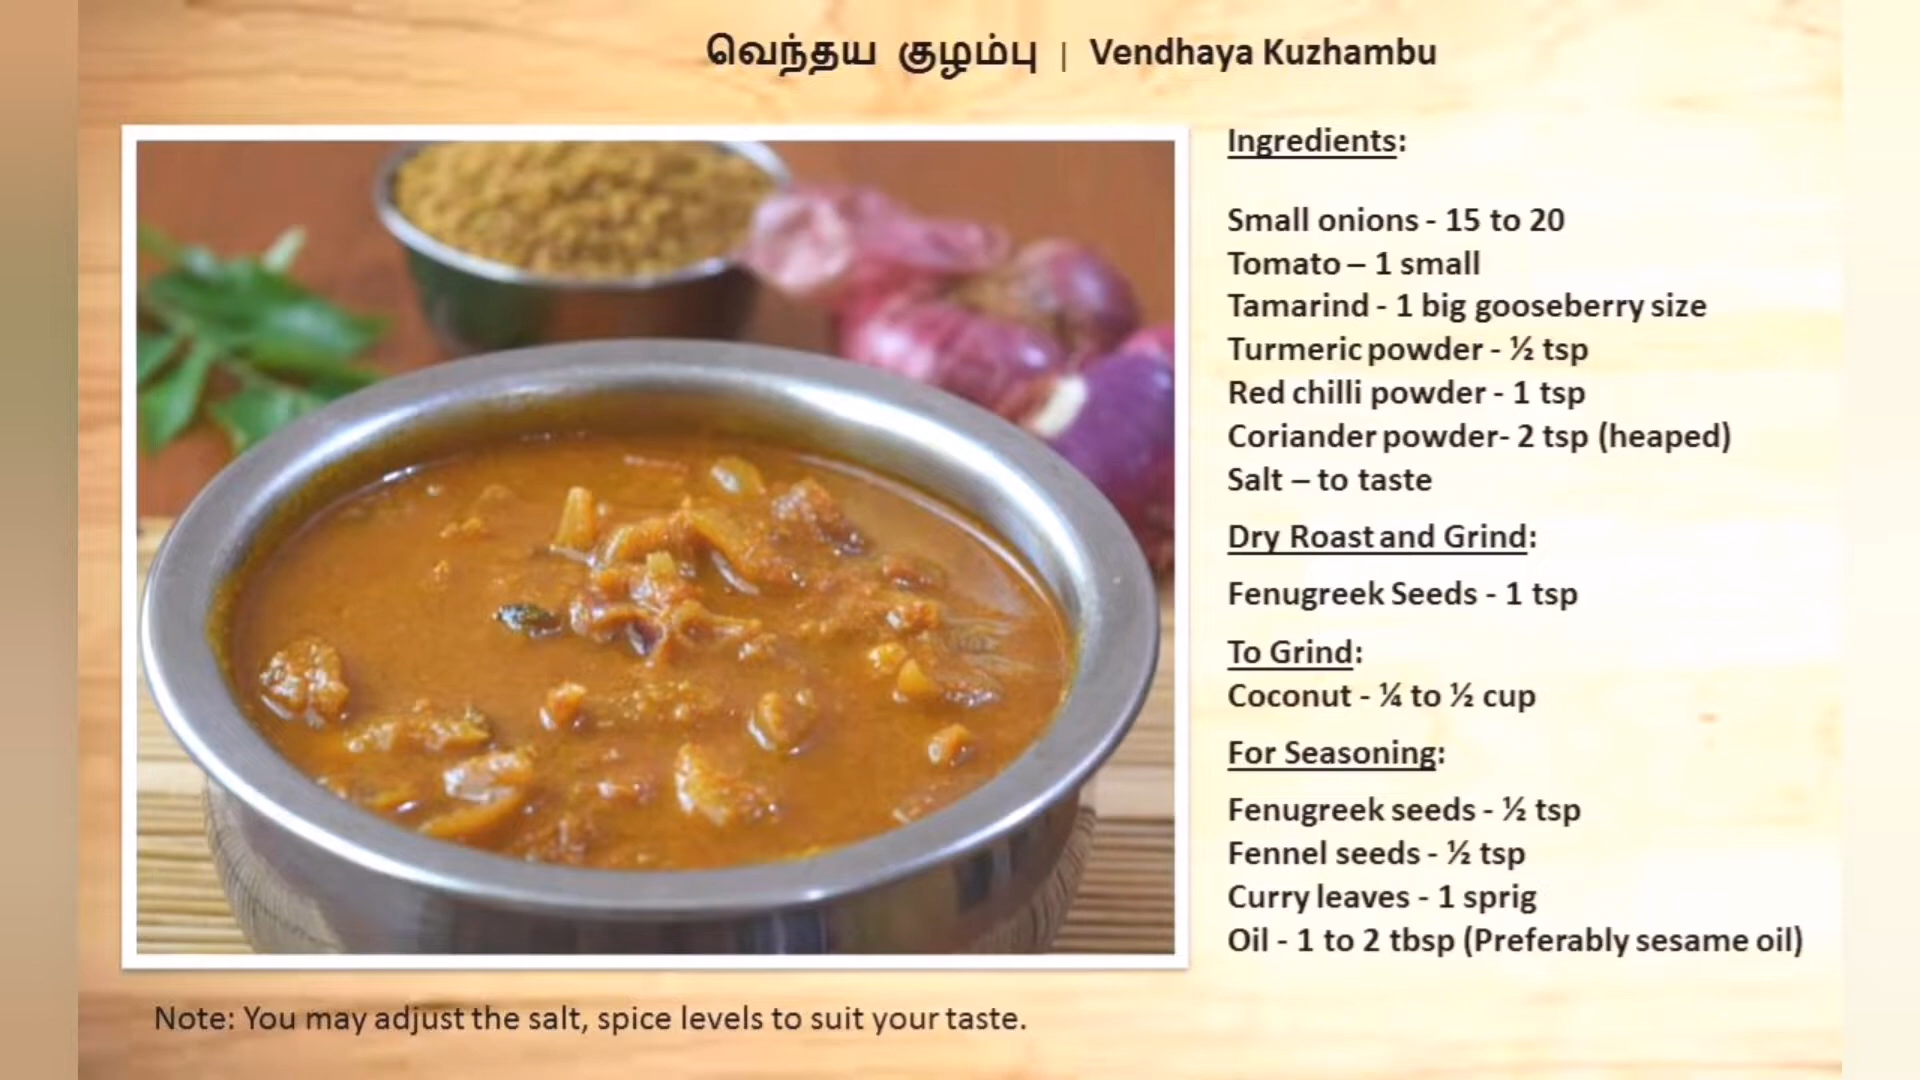 வெந்தய குழம்பு | Vendhaya Kuzhambu
Ingredients:
Small onions - 15 to 20
Tomato – 1 small
Tamarind - 1 big gooseberry size
Turmeric powder - ½ tsp
Red chilli powder - 1 tsp
Coriander powder- 2 tsp (heaped)
Salt – to taste
Dry Roast and Grind:
Fenugreek Seeds - 1 tsp
To Grind:
Coconut - ¼ to ½ cup
For Seasoning:
Fenugreek seeds - ½ tsp
Fennel seeds - ½ tsp
Curry leaves - 1 sprig
Oil - 1 to 2 tbsp (Preferably sesame oil)
Note: You may adjust the salt, spice levels to suit your taste.